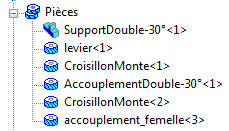 Pièces
SupportDouble-30°<1>
levier<1>
CroisillonMonte<1>
AccouplementDouble-30°<1>
CroisillonMonte<2>
accouplement_femelle<3>